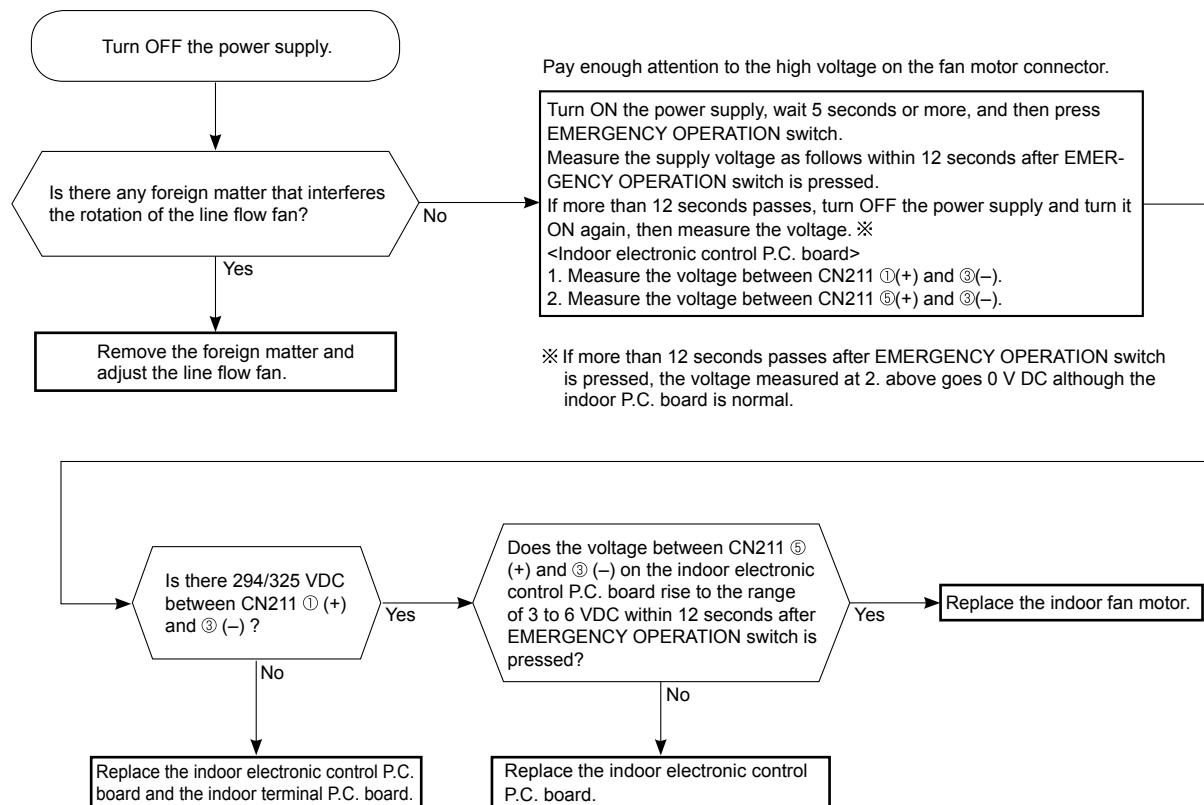 Turn OFF the power supply.
Is there any foreign matter that interferes
the rotation of the line flow fan?
No
Yes
Remove the foreign matter and
adjust the line flow fan.
Pay enough attention to the high voltage on the fan motor connector.
Turn ON the power supply, wait 5 seconds or more, and then press
EMERGENCY OPERATION switch.
Measure the supply voltage as follows within 12 seconds after EMER-
GENCY OPERATION switch is pressed.
If more than 12 seconds passes, turn OFF the power supply and turn it
ON again, then measure the voltage. ※
<Indoor electronic control P.C. board>
1. Measure the voltage between CN211 ①(+) and ③(–).
2. Measure the voltage between CN211 ⑤(+) and ③(–).
※ If more than 12 seconds passes after EMERGENCY OPERATION switch
is pressed, the voltage measured at 2. above goes 0 V DC although the
indoor P.C. board is normal.
Is there 294/325 VDC
between CN211 ① (+)
and ③ (–) ?
Yes
No
Replace the indoor electronic control P.C.
board and the indoor terminal P.C. board.
Does the voltage between CN211 ⑤
(+) and ③ (–) on the indoor electronic
control P.C. board rise to the range
of 3 to 6 VDC within 12 seconds after
EMERGENCY OPERATION switch is
pressed?
Yes
No
Replace the indoor electronic control
P.C. board.
Replace the indoor fan motor.